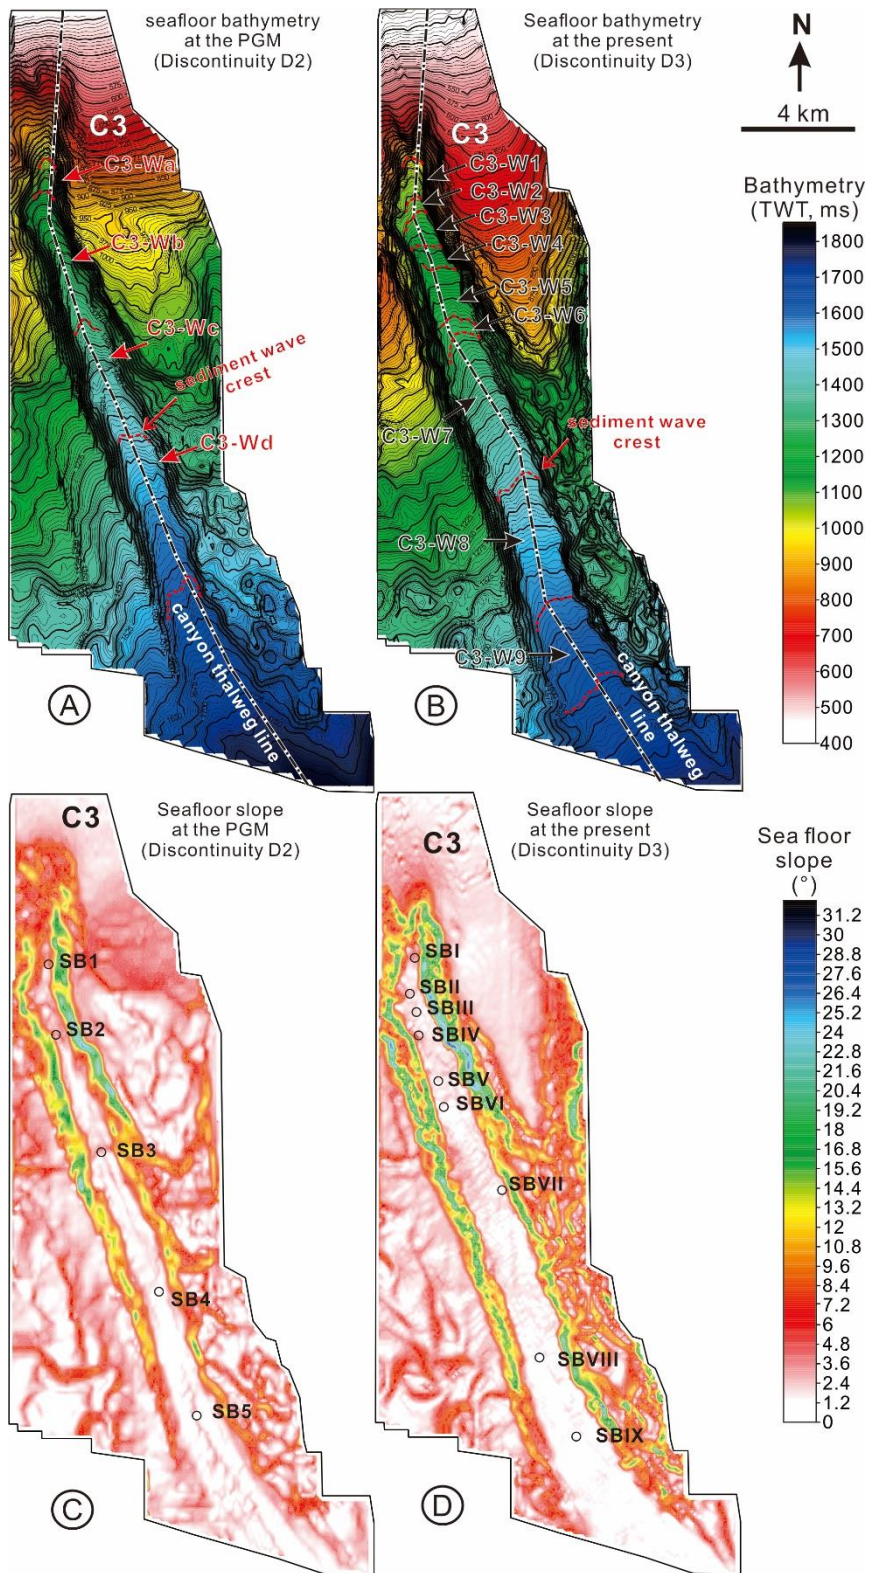 seafloor bathymetry
at the PGM
(Discontinuity D2)
C3
C3-Wa
C3-Wb
C3-Wc
sediment wave
crest
C3-Wd
canyon thalweg line
A
Seafloor bathymetry
at the present
(Discontinuity D3)
C3
C3-W1
C3-W2
C3-W3
C3-W4
C3-W5
C3-W6
C3-W7
sediment wave
crest
C3-W8
C3-W9
canyon thalweg
line
B
N
4 km
Bathymetry
(TWT, ms)
1800
1700
1600
1500
1400
1300
1200
1100
1000
900
800
700
600
500
400
C3
Seafloor slope
at the PGM
(Discontinuity D2)
SB1
SB2
SB3
SB4
SB5
C
Seafloor slope
at the present
(Discontinuity D3)
C3
SBI
SBII
SBIII
SBIV
SBV
SBVI
SBVII
SBVIII
SBIX
D
Sea floor
slope
(°)
31.2
30
28.8
27.6
26.4
25.2
24
22.8
21.6
20.4
19.2
18
16.8
15.6
14.4
13.2
12
10.8
9.6
8.4
7.2
6
4.8
3.6
2.4
1.2
0